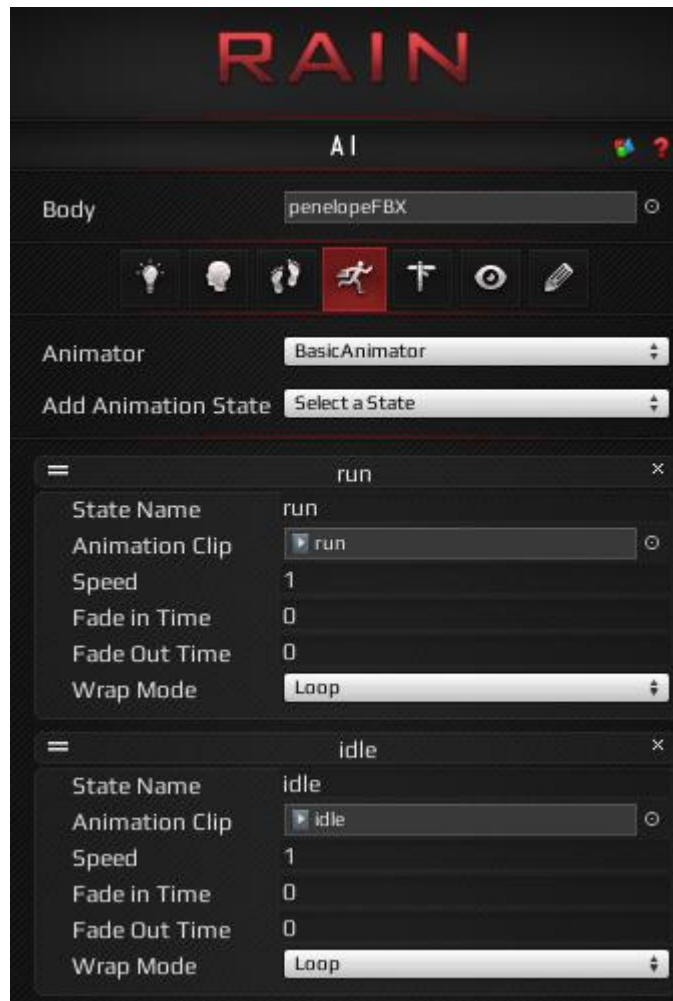 RAIN
AI ?
Body penelopeFBX
Animator BasicAnimator
Add Animation State Select a State
run
State Name run
Animation Clip run
Speed 1
Fade in Time 0
Fade Out Time 0
Wrap Mode Loop
idle
State Name idle
Animation Clip idle
Speed 1
Fade in Time 0
Fade Out Time 0
Wrap Mode Loop